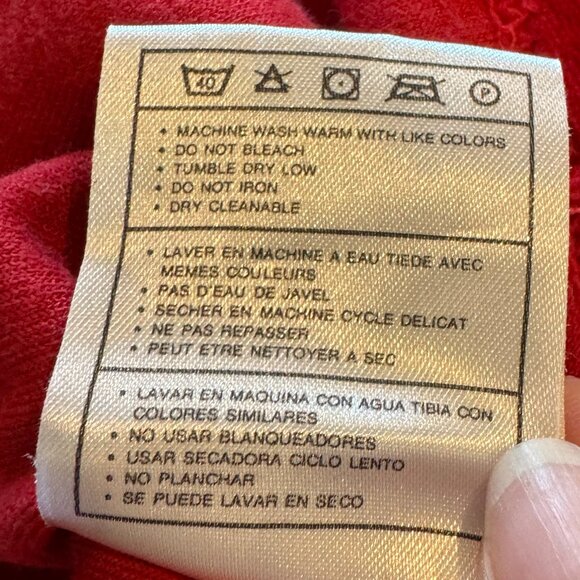 40 P
• MACHINE WASH WARM WITH LIKE COLORS
• DO NOT BLEACH
• TUMBLE DRY LOW
• DO NOT IRON
• DRY CLEANABLE
• LAVER EN MACHINE A EAU TIEDE AVEC
MEMES COULEURS
• PAS D'EAU DE JAVEL
• SECHER EN MACHINE CYCLE DELICAT
• NE PAS REPASSER
• PEUT ETRE NETTOYER A SEC
• LAVAR EN MAQUINA CON AGUA TIBIA CON
COLORES SIMILARES
• NO USAR BLANQUEADORES
• USAR SECADORA CICLO LENTO
• NO PLANCHAR
• SE PUEDE LAVAR EN SECO